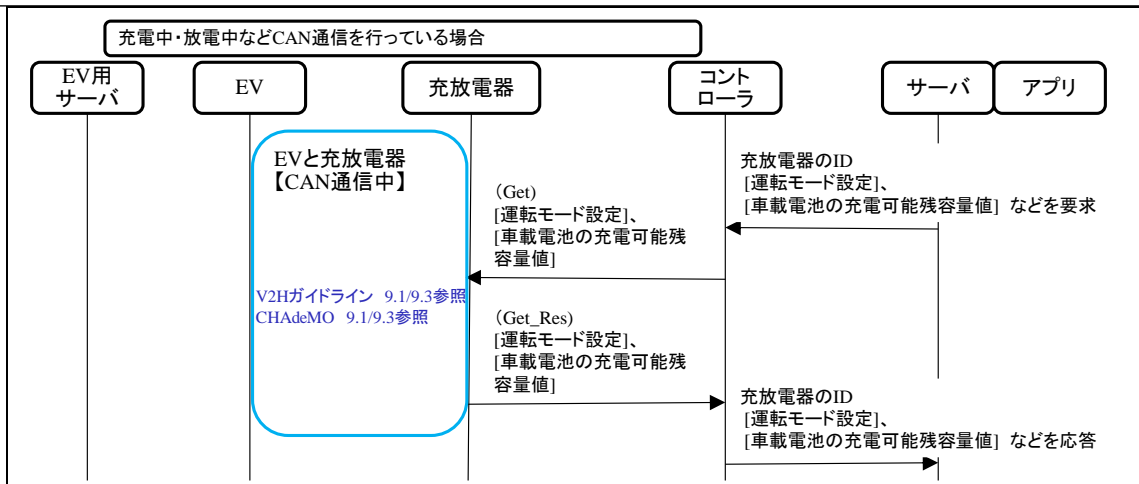 充電中・放電中などCAN通信を行っている場合
EV用
サーバ
EV
充放電器
コント
ローラ
サーバ
アプリ
EVと充放電器
【CAN通信中】
V2Hガイドライン 9.1/9.3参照
CHAdeMO 9.1/9.3参照
充放電器のID
[運転モード設定]、
[車載電池の充電可能残容量値] などを要求
（Get)
[運転モード設定]、
[車載電池の充電可能残
容量値]
（Get_Res)
[運転モード設定]、
[車載電池の充電可能残
容量値]
充放電器のID
[運転モード設定]、
[車載電池の充電可能残容量値] などを応答